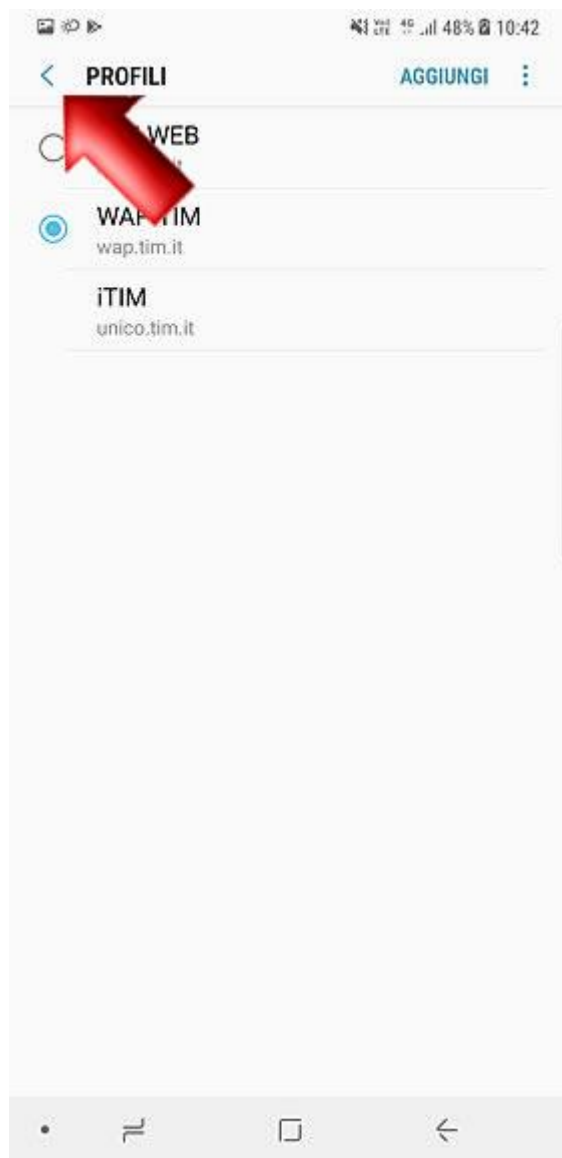 48% 10:42
PROFILI AGGIUNGI
WEB
WAP TIM
wap.tim.it
iTIM
unico.tim.it